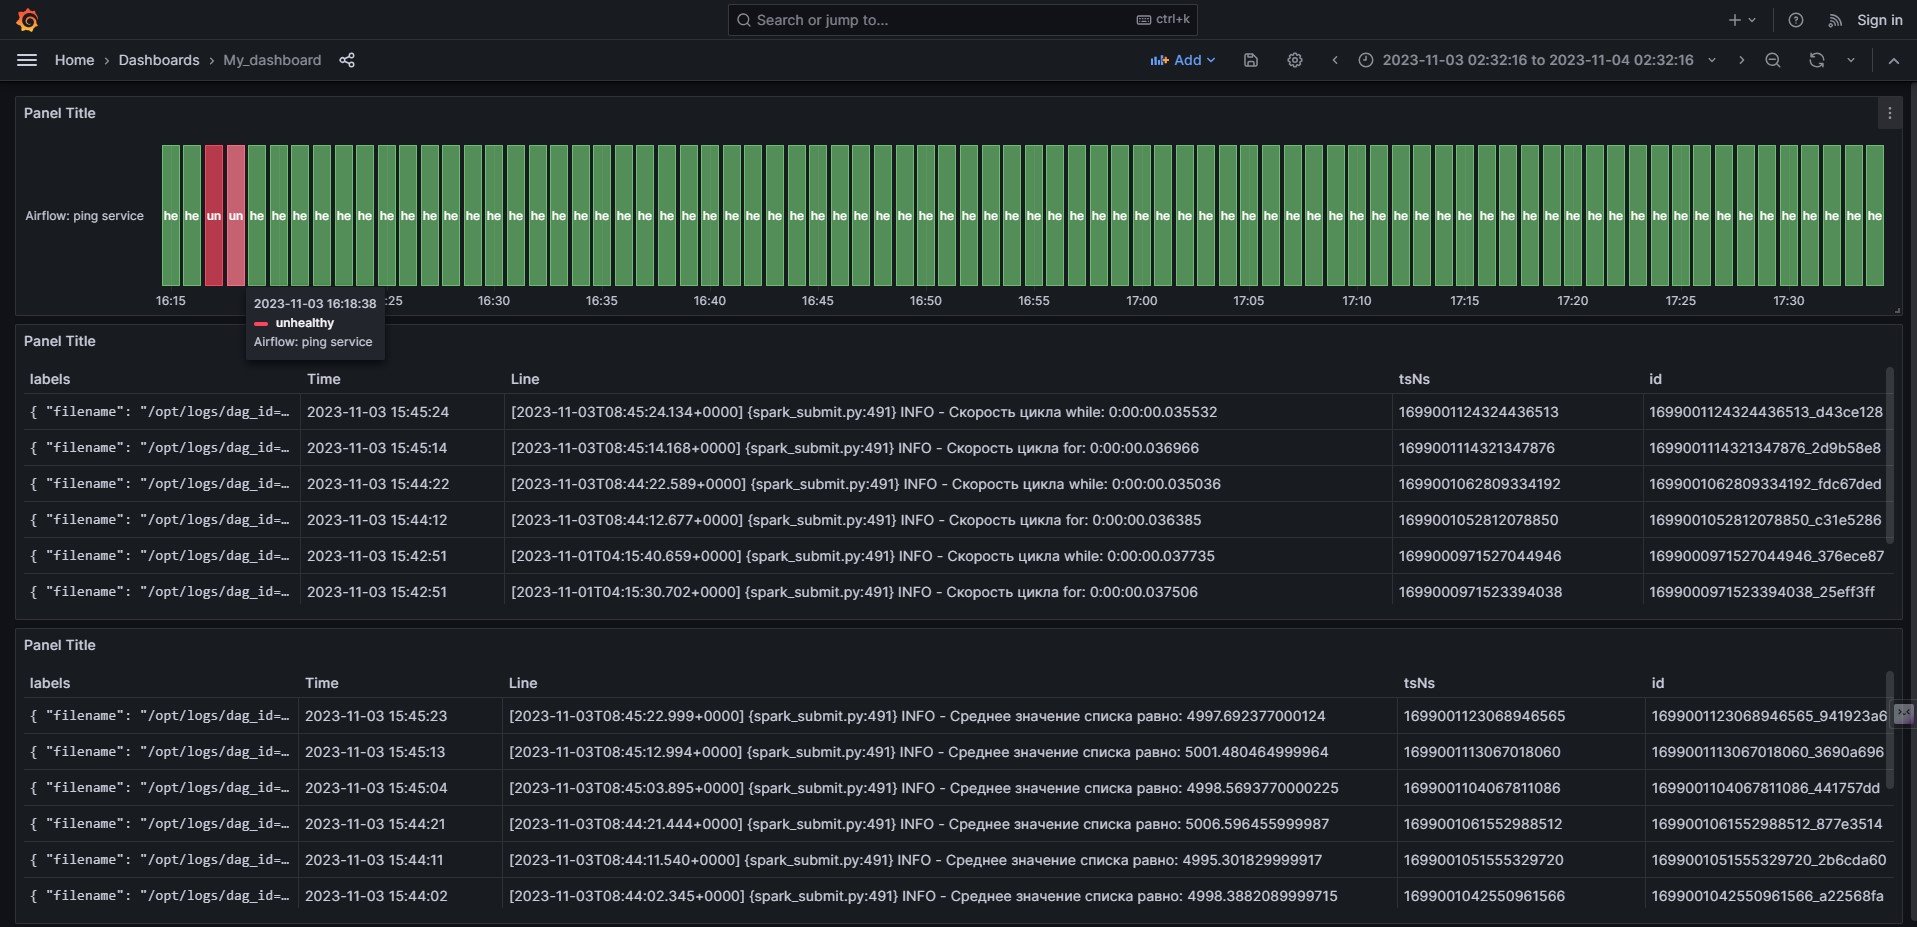 Search or jump to... ctrl+k Sign in
Home › Dashboards › My_dashboard Add 2023-11-03 02:32:16 to 2023-11-04 02:32:16
Panel Title
Airflow: ping service he he un un he he he he he he he he he he he he he he he he he he he he he he he he he he he he he he he he he he he he he he he he he he he he he he he he he he he he he he he he he he he he he he he he he he he he he he he he he he he he
16:15 :25 16:30 16:35 16:40 16:45 16:50 16:55 17:00 17:05 17:10 17:15 17:20 17:25 17:30
2023-11-03 16:18:38
unhealthy
Airflow: ping service
Panel Title
labels Time Line tsNs id
{ "filename": "/opt/logs/dag_id=… 2023-11-03 15:45:24 [2023-11-03T08:45:24.134+0000] {spark_submit.py:491} INFO - Скорость цикла while: 0:00:00.035532 1699001124324436513 1699001124324436513_d43ce128
{ "filename": "/opt/logs/dag_id=… 2023-11-03 15:45:14 [2023-11-03T08:45:14.168+0000] {spark_submit.py:491} INFO - Скорость цикла for: 0:00:00.036966 1699001114321347876 1699001114321347876_2d9b58e8
{ "filename": "/opt/logs/dag_id=… 2023-11-03 15:44:22 [2023-11-03T08:44:22.589+0000] {spark_submit.py:491} INFO - Скорость цикла while: 0:00:00.035036 1699001062809334192 1699001062809334192_fdc67ded
{ "filename": "/opt/logs/dag_id=… 2023-11-03 15:44:12 [2023-11-03T08:44:12.677+0000] {spark_submit.py:491} INFO - Скорость цикла for: 0:00:00.036385 1699001052812078850 1699001052812078850_c31e5286
{ "filename": "/opt/logs/dag_id=… 2023-11-03 15:42:51 [2023-11-01T04:15:40.659+0000] {spark_submit.py:491} INFO - Скорость цикла while: 0:00:00.037735 1699000971527044946 1699000971527044946_376ece87
{ "filename": "/opt/logs/dag_id=… 2023-11-03 15:42:51 [2023-11-01T04:15:30.702+0000] {spark_submit.py:491} INFO - Скорость цикла for: 0:00:00.037506 1699000971523394038 1699000971523394038_25eff3ff
Panel Title
labels Time Line tsNs id
{ "filename": "/opt/logs/dag_id=… 2023-11-03 15:45:23 [2023-11-03T08:45:22.999+0000] {spark_submit.py:491} INFO - Среднее значение списка равно: 4997.692377000124 1699001123068946565 1699001123068946565_941923a6
{ "filename": "/opt/logs/dag_id=… 2023-11-03 15:45:13 [2023-11-03T08:45:12.994+0000] {spark_submit.py:491} INFO - Среднее значение списка равно: 5001.480464999964 1699001113067018060 1699001113067018060_3690a696
{ "filename": "/opt/logs/dag_id=… 2023-11-03 15:45:04 [2023-11-03T08:45:03.895+0000] {spark_submit.py:491} INFO - Среднее значение списка равно: 4998.5693770000225 1699001104067811086 1699001104067811086_441757dd
{ "filename": "/opt/logs/dag_id=… 2023-11-03 15:44:21 [2023-11-03T08:44:21.444+0000] {spark_submit.py:491} INFO - Среднее значение списка равно: 5006.596455999987 1699001061552988512 1699001061552988512_877e3514
{ "filename": "/opt/logs/dag_id=… 2023-11-03 15:44:11 [2023-11-03T08:44:11.540+0000] {spark_submit.py:491} INFO - Среднее значение списка равно: 4995.301829999917 1699001051555329720 1699001051555329720_2b6cda60
{ "filename": "/opt/logs/dag_id=… 2023-11-03 15:44:02 [2023-11-03T08:44:02.345+0000] {spark_submit.py:491} INFO - Среднее значение списка равно: 4998.3882089999715 1699001042550961566 1699001042550961566_a22568fa